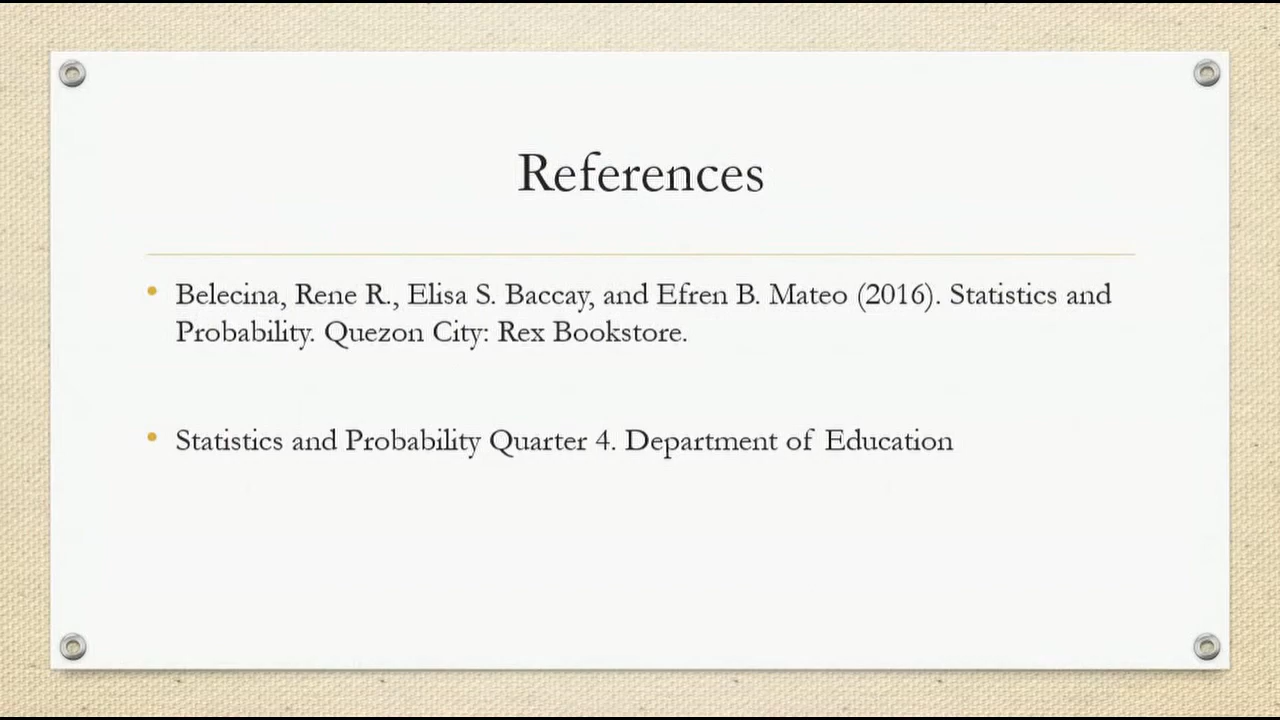 References
• Belecina, Rene R., Elisa S. Baccay, and Efren B. Mateo (2016). Statistics and
Probability. Quezon City: Rex Bookstore.
• Statistics and Probability Quarter 4. Department of Education